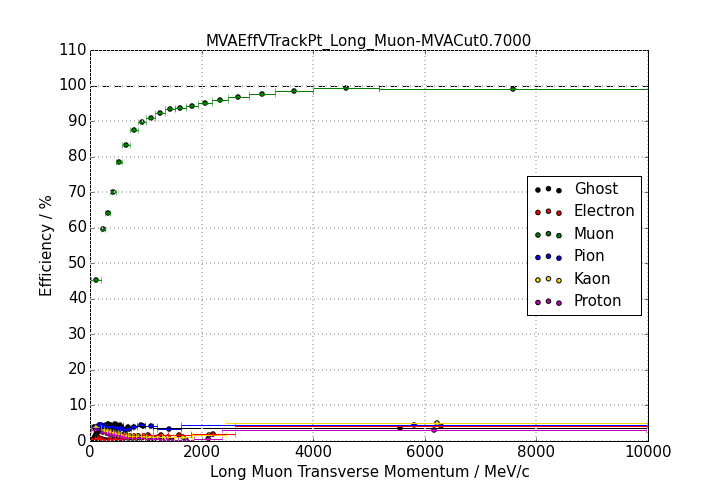 MVAEffVTrackPt_Long_Muon-MVACut0.7000
110
100
90
80
70
60
50
40
30
20
10
0
Efficiency / %
Ghost
Electron
Muon
Pion
Kaon
Proton
0 2000 4000 6000 8000 10000
Long Muon Transverse Momentum / MeV/c